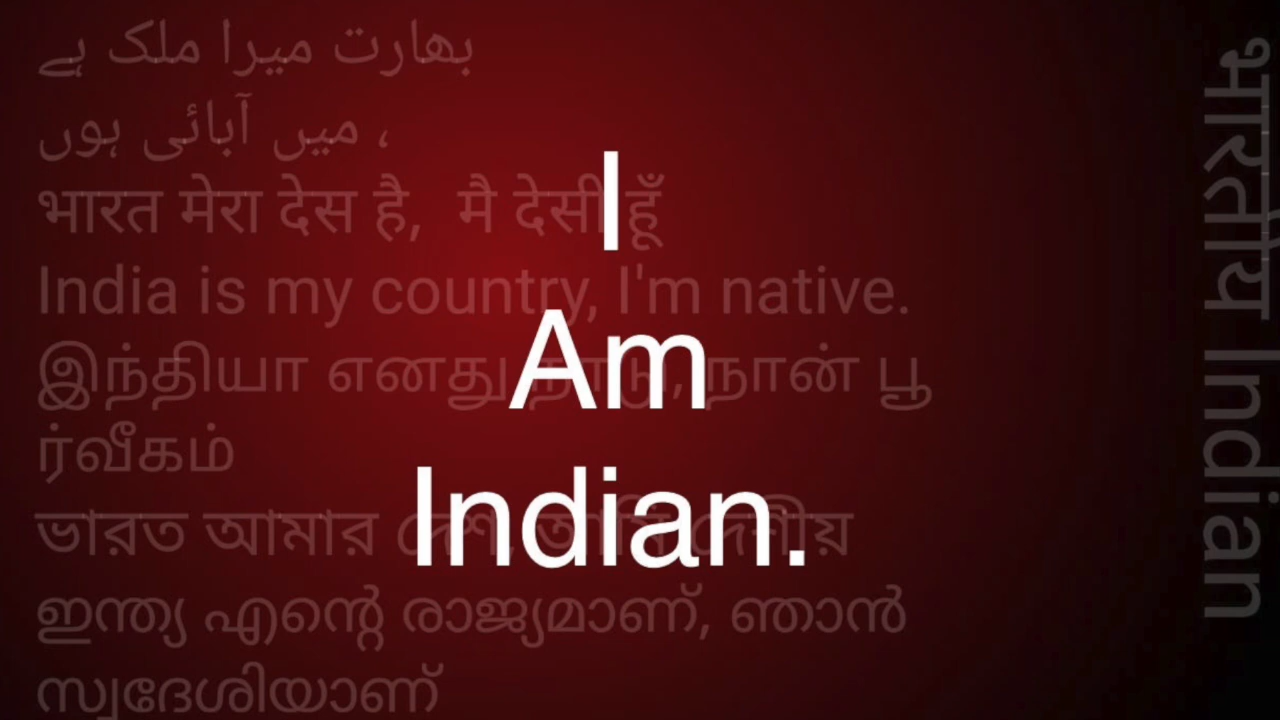 بھارت میرا ملک ہے
، میں آبائی ہوں
भारत मेरा देस है, मै देसी हूँ
India is my country, I'm native.
இந்தியா எனது நாடு, நான் பூ
ர்வீகம்
ভারত আমার দেশ, আমি দেশীয়
ഇന്ത്യ എന്റെ രാജ്യമാണ്, ഞാൻ
സ്വദേശിയാണ്
I
Am
Indian.
भारतीय Indian